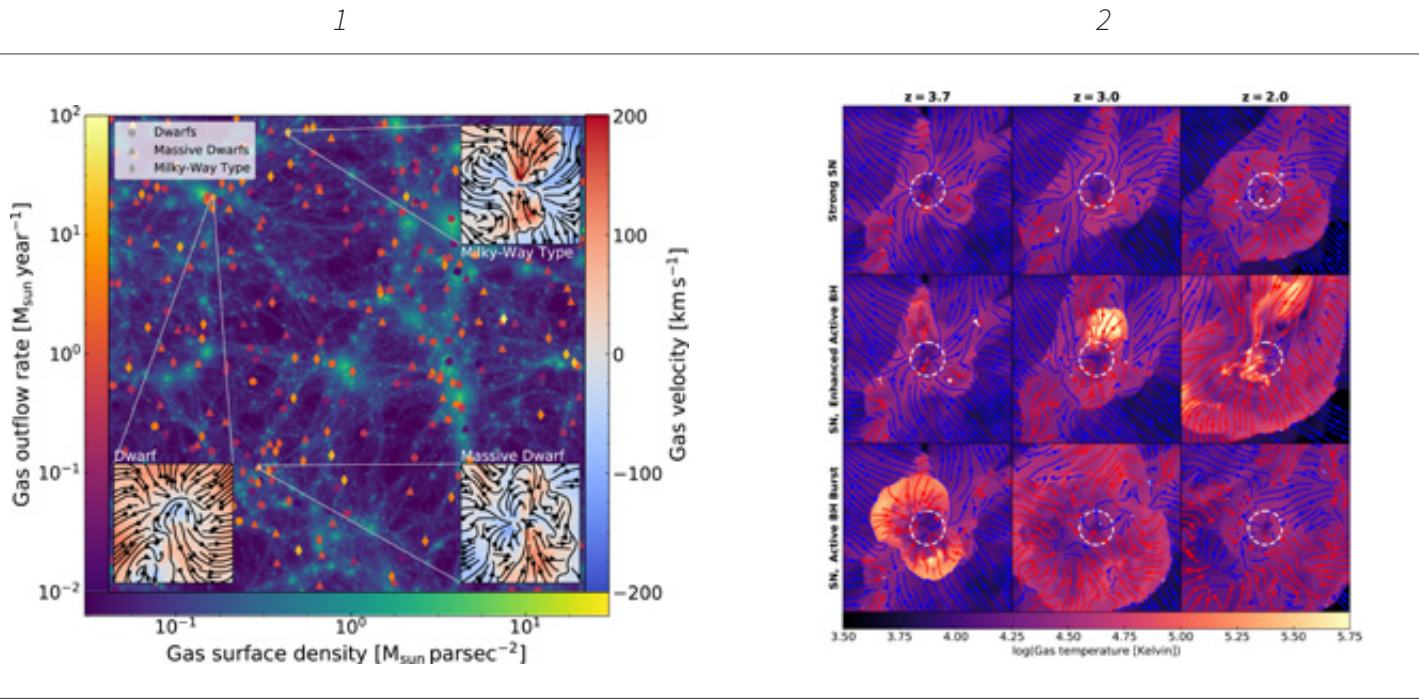 1
2
10²
10¹
10⁰
10⁻¹
10⁻²
Gas outflow rate [M_sun year⁻¹]
Dwarfs
Massive Dwarfs
Milky-Way Type
Milky-Way Type
Dwarf
Massive Dwarf
200
100
0
−100
−200
Gas velocity [km s⁻¹]
10⁻¹ 10⁰ 10¹
Gas surface density [M_sun parsec⁻²]
z = 3.7 z = 3.0 z = 2.0
Strong SN
SN, Enhanced Active BH
SN, Active BH Burst
3.50 3.75 4.00 4.25 4.50 4.75 5.00 5.25 5.50 5.75
log(Gas temperature [Kelvin])